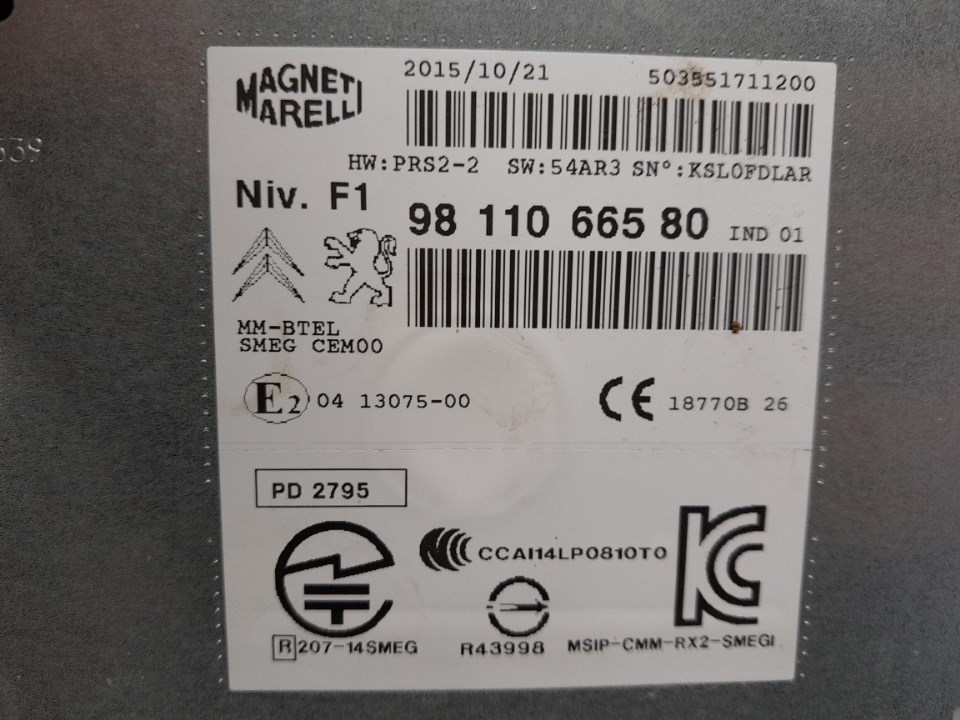 MAGNETI
MARELLI
2015/10/21
503551711200
HW:PRS2-2 SW:54AR3 SN°:KSLOFDLAR
Niv. F1
98 110 665 80 IND 01
MM-BTEL
SMEG CEM00
E2 04 13075-00
CE 18770B 26
PD 2795
CCAI14LP0810T0
R 207-14SMEG
R43998
MSIP-CMM-RX2-SMEGI